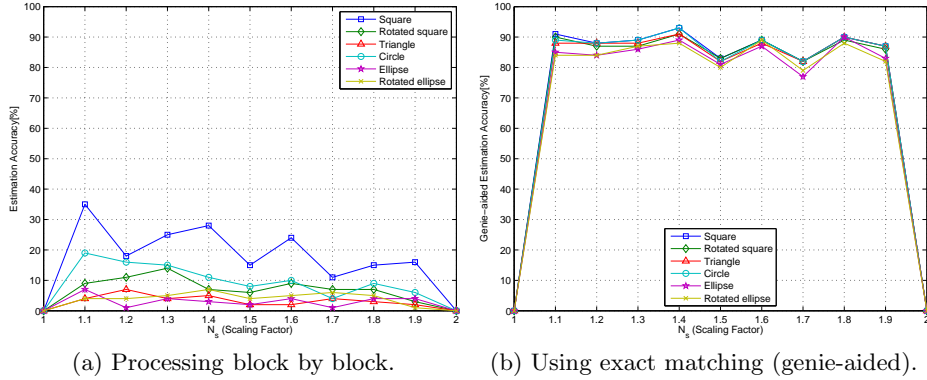 100
90
80
70
60
50
40
30
20
10
0
Estimation Accuracy[%]
Square
Rotated square
Triangle
Circle
Ellipse
Rotated ellipse
1 1.1 1.2 1.3 1.4 1.5 1.6 1.7 1.8 1.9 2
Ns (Scaling Factor)
(a) Processing block by block.
100
90
80
70
60
50
40
30
20
10
0
Genie-aided Estimation Accuracy[%]
Square
Rotated square
Triangle
Circle
Ellipse
Rotated ellipse
1 1.1 1.2 1.3 1.4 1.5 1.6 1.7 1.8 1.9 2
Ns (Scaling Factor)
(b) Using exact matching (genie-aided).